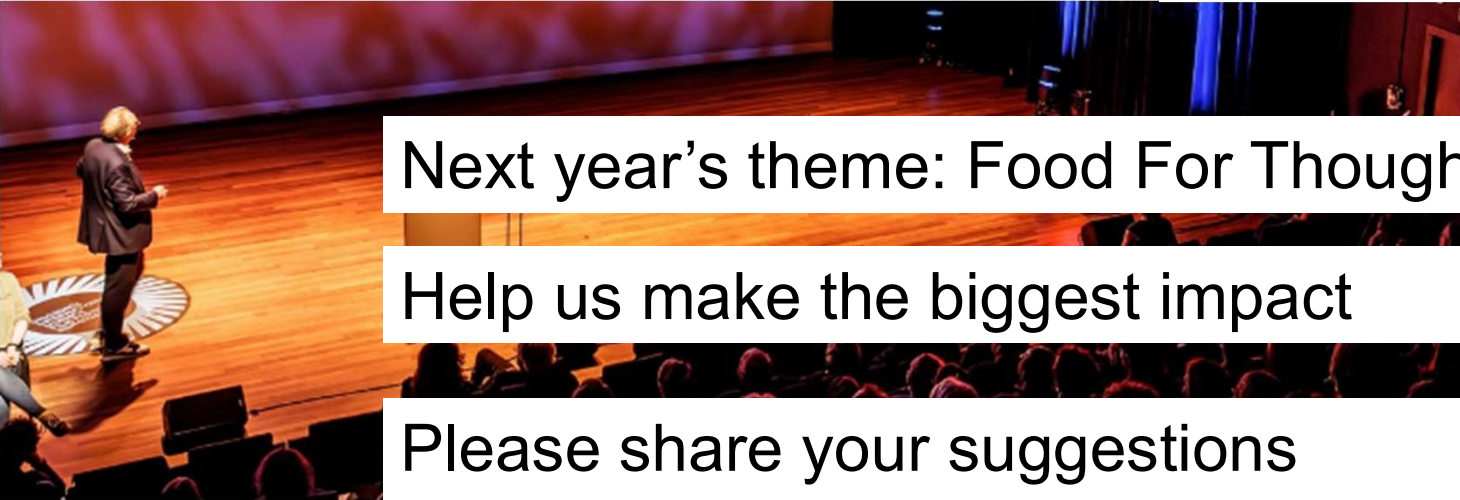 Next year’s theme: Food For Though
Help us make the biggest impact
Please share your suggestions